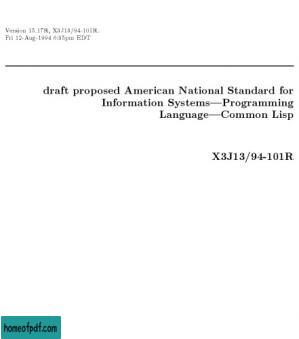 Version 15.17R, X3J13/94-101R.
Fri 12-Aug-1994 6:35pm EDT
draft proposed American National Standard for
Information Systems—Programming
Language—Common Lisp
X3J13/94-101R
homeofpdf.com